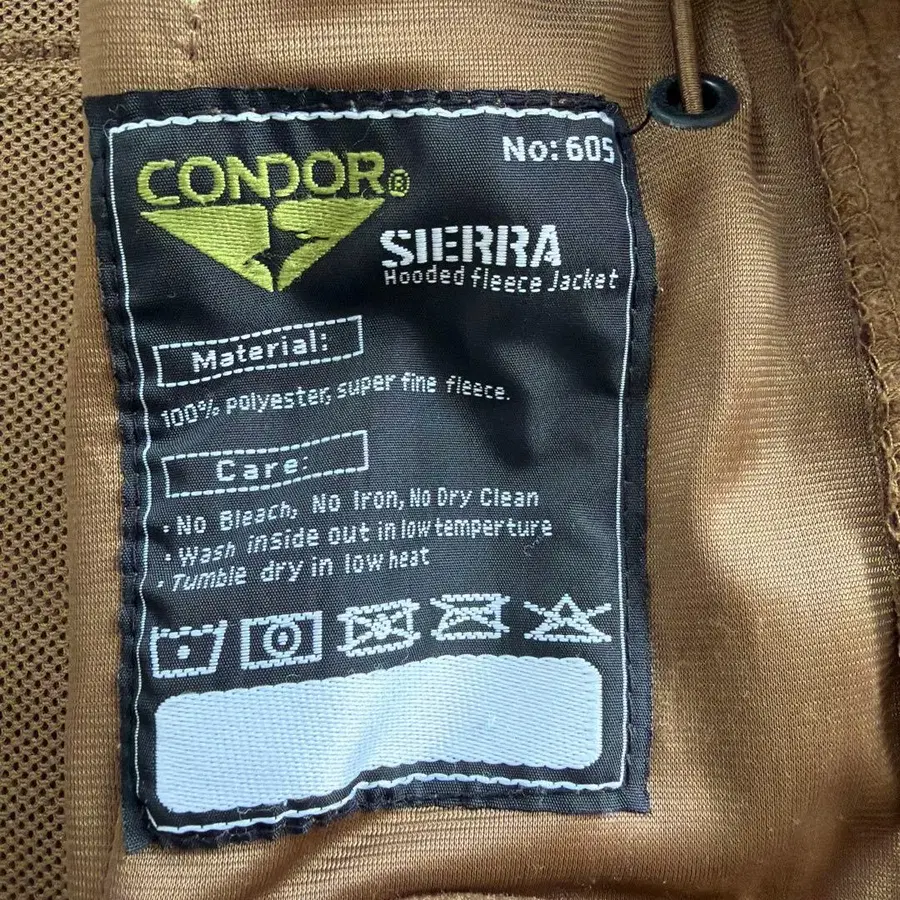 No: 605
CONDOR®
SIERRA
Hooded fleece Jacket
Material:
100% polyester, super fine fleece.
Care:
· No Bleach, No Iron, No Dry Clean
· Wash inside out in low temperture
· Tumble dry in low heat